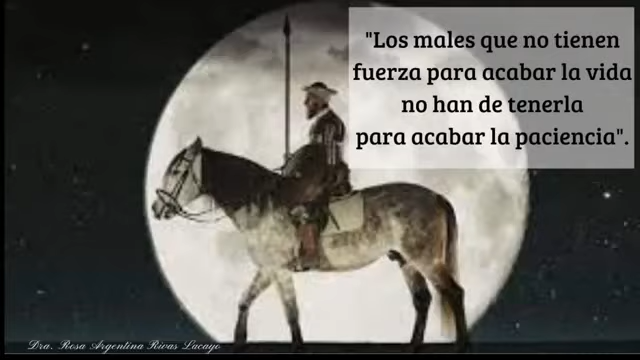 "Los males que no tienen
fuerza para acabar la vida
no han de tenerla
para acabar la paciencia".
Dra. Rosa Argentina Rivas Lacayo